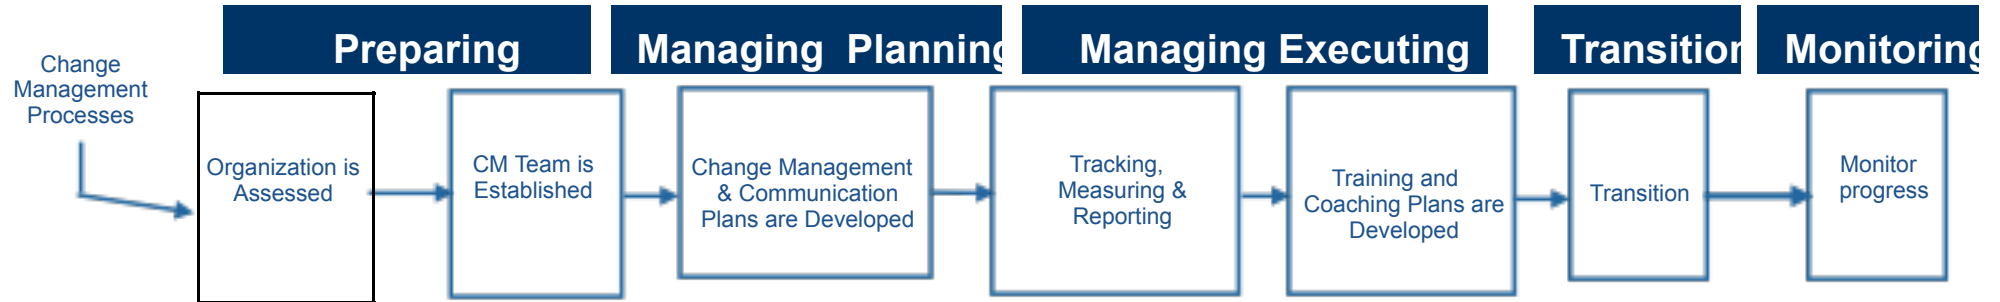 Preparing
Managing  Planning
Managing Executing
Transition
Monitoring
Change
Management
Processes
Organization is
Assessed
CM Team is
Established
Change Management
& Communication
Plans are Developed
Tracking,
Measuring &
Reporting
Training and
Coaching Plans are
Developed
Transition
Monitor
progress